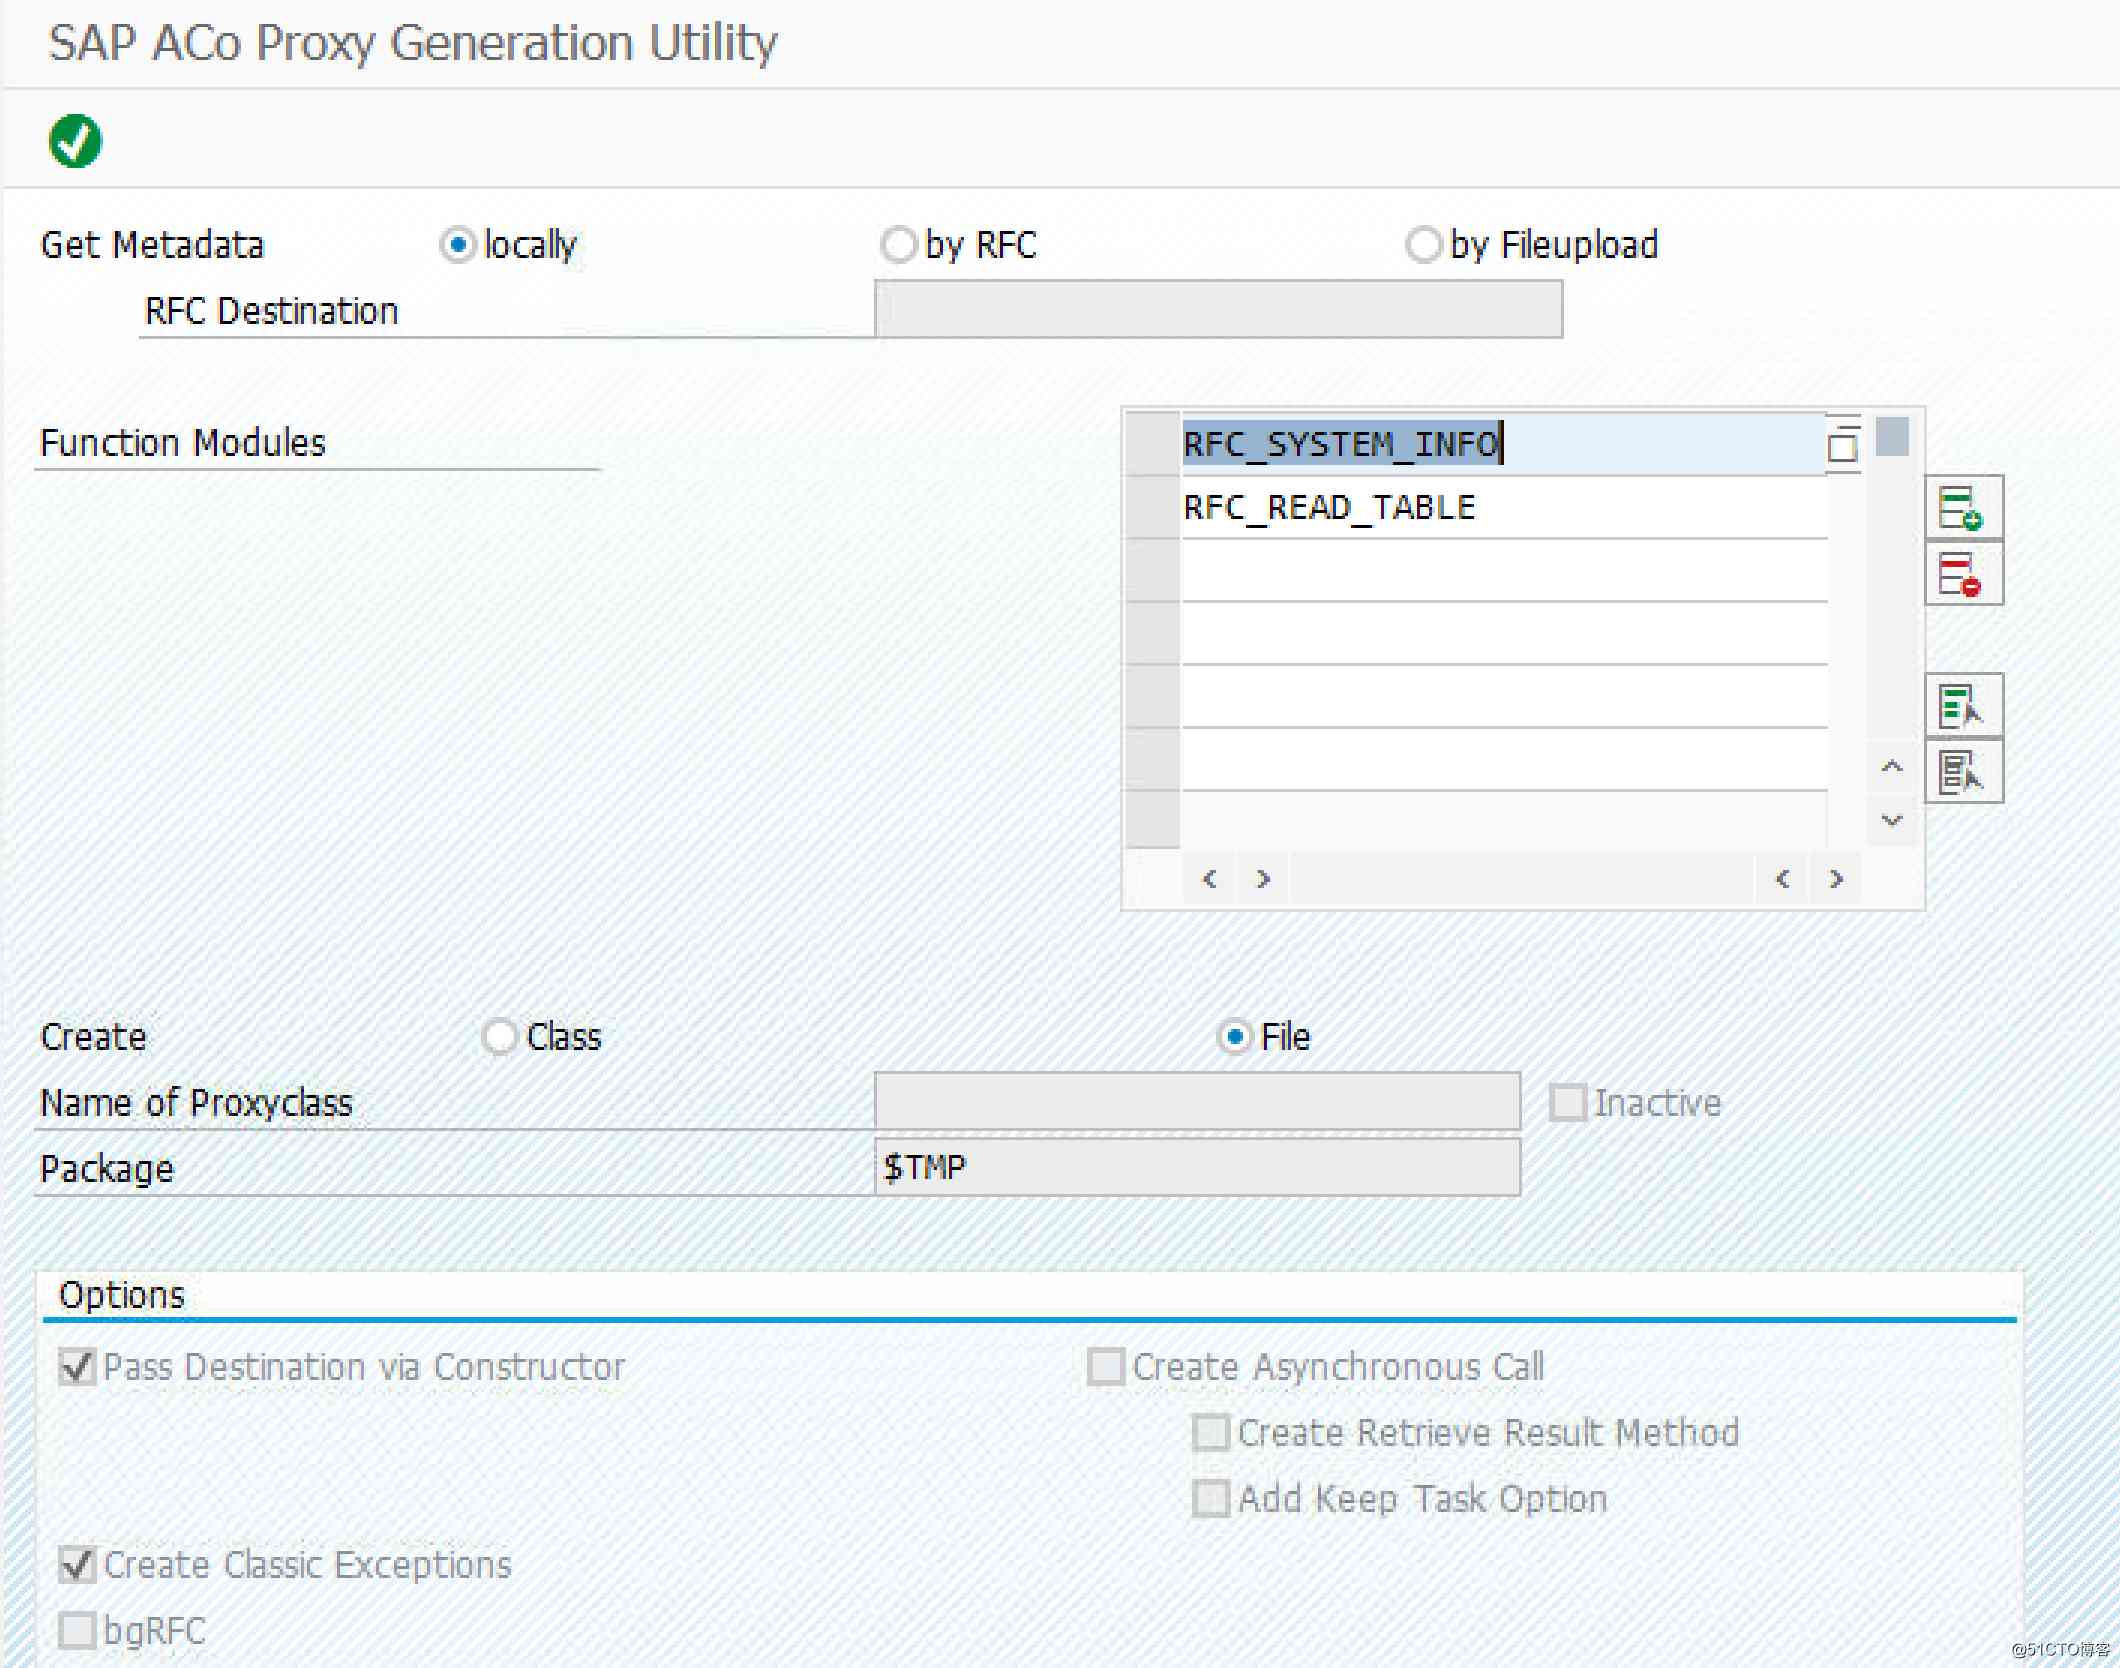 SAP ACo Proxy Generation Utility
Get Metadata locally by RFC by Fileupload
RFC Destination
Function Modules
RFC_SYSTEM_INFO
RFC_READ_TABLE
Create Class File
Name of Proxyclass Inactive
Package $TMP
Options
Pass Destination via Constructor Create Asynchronous Call
Create Retrieve Result Method
Add Keep Task Option
Create Classic Exceptions
bgRFC
@51CTO博客